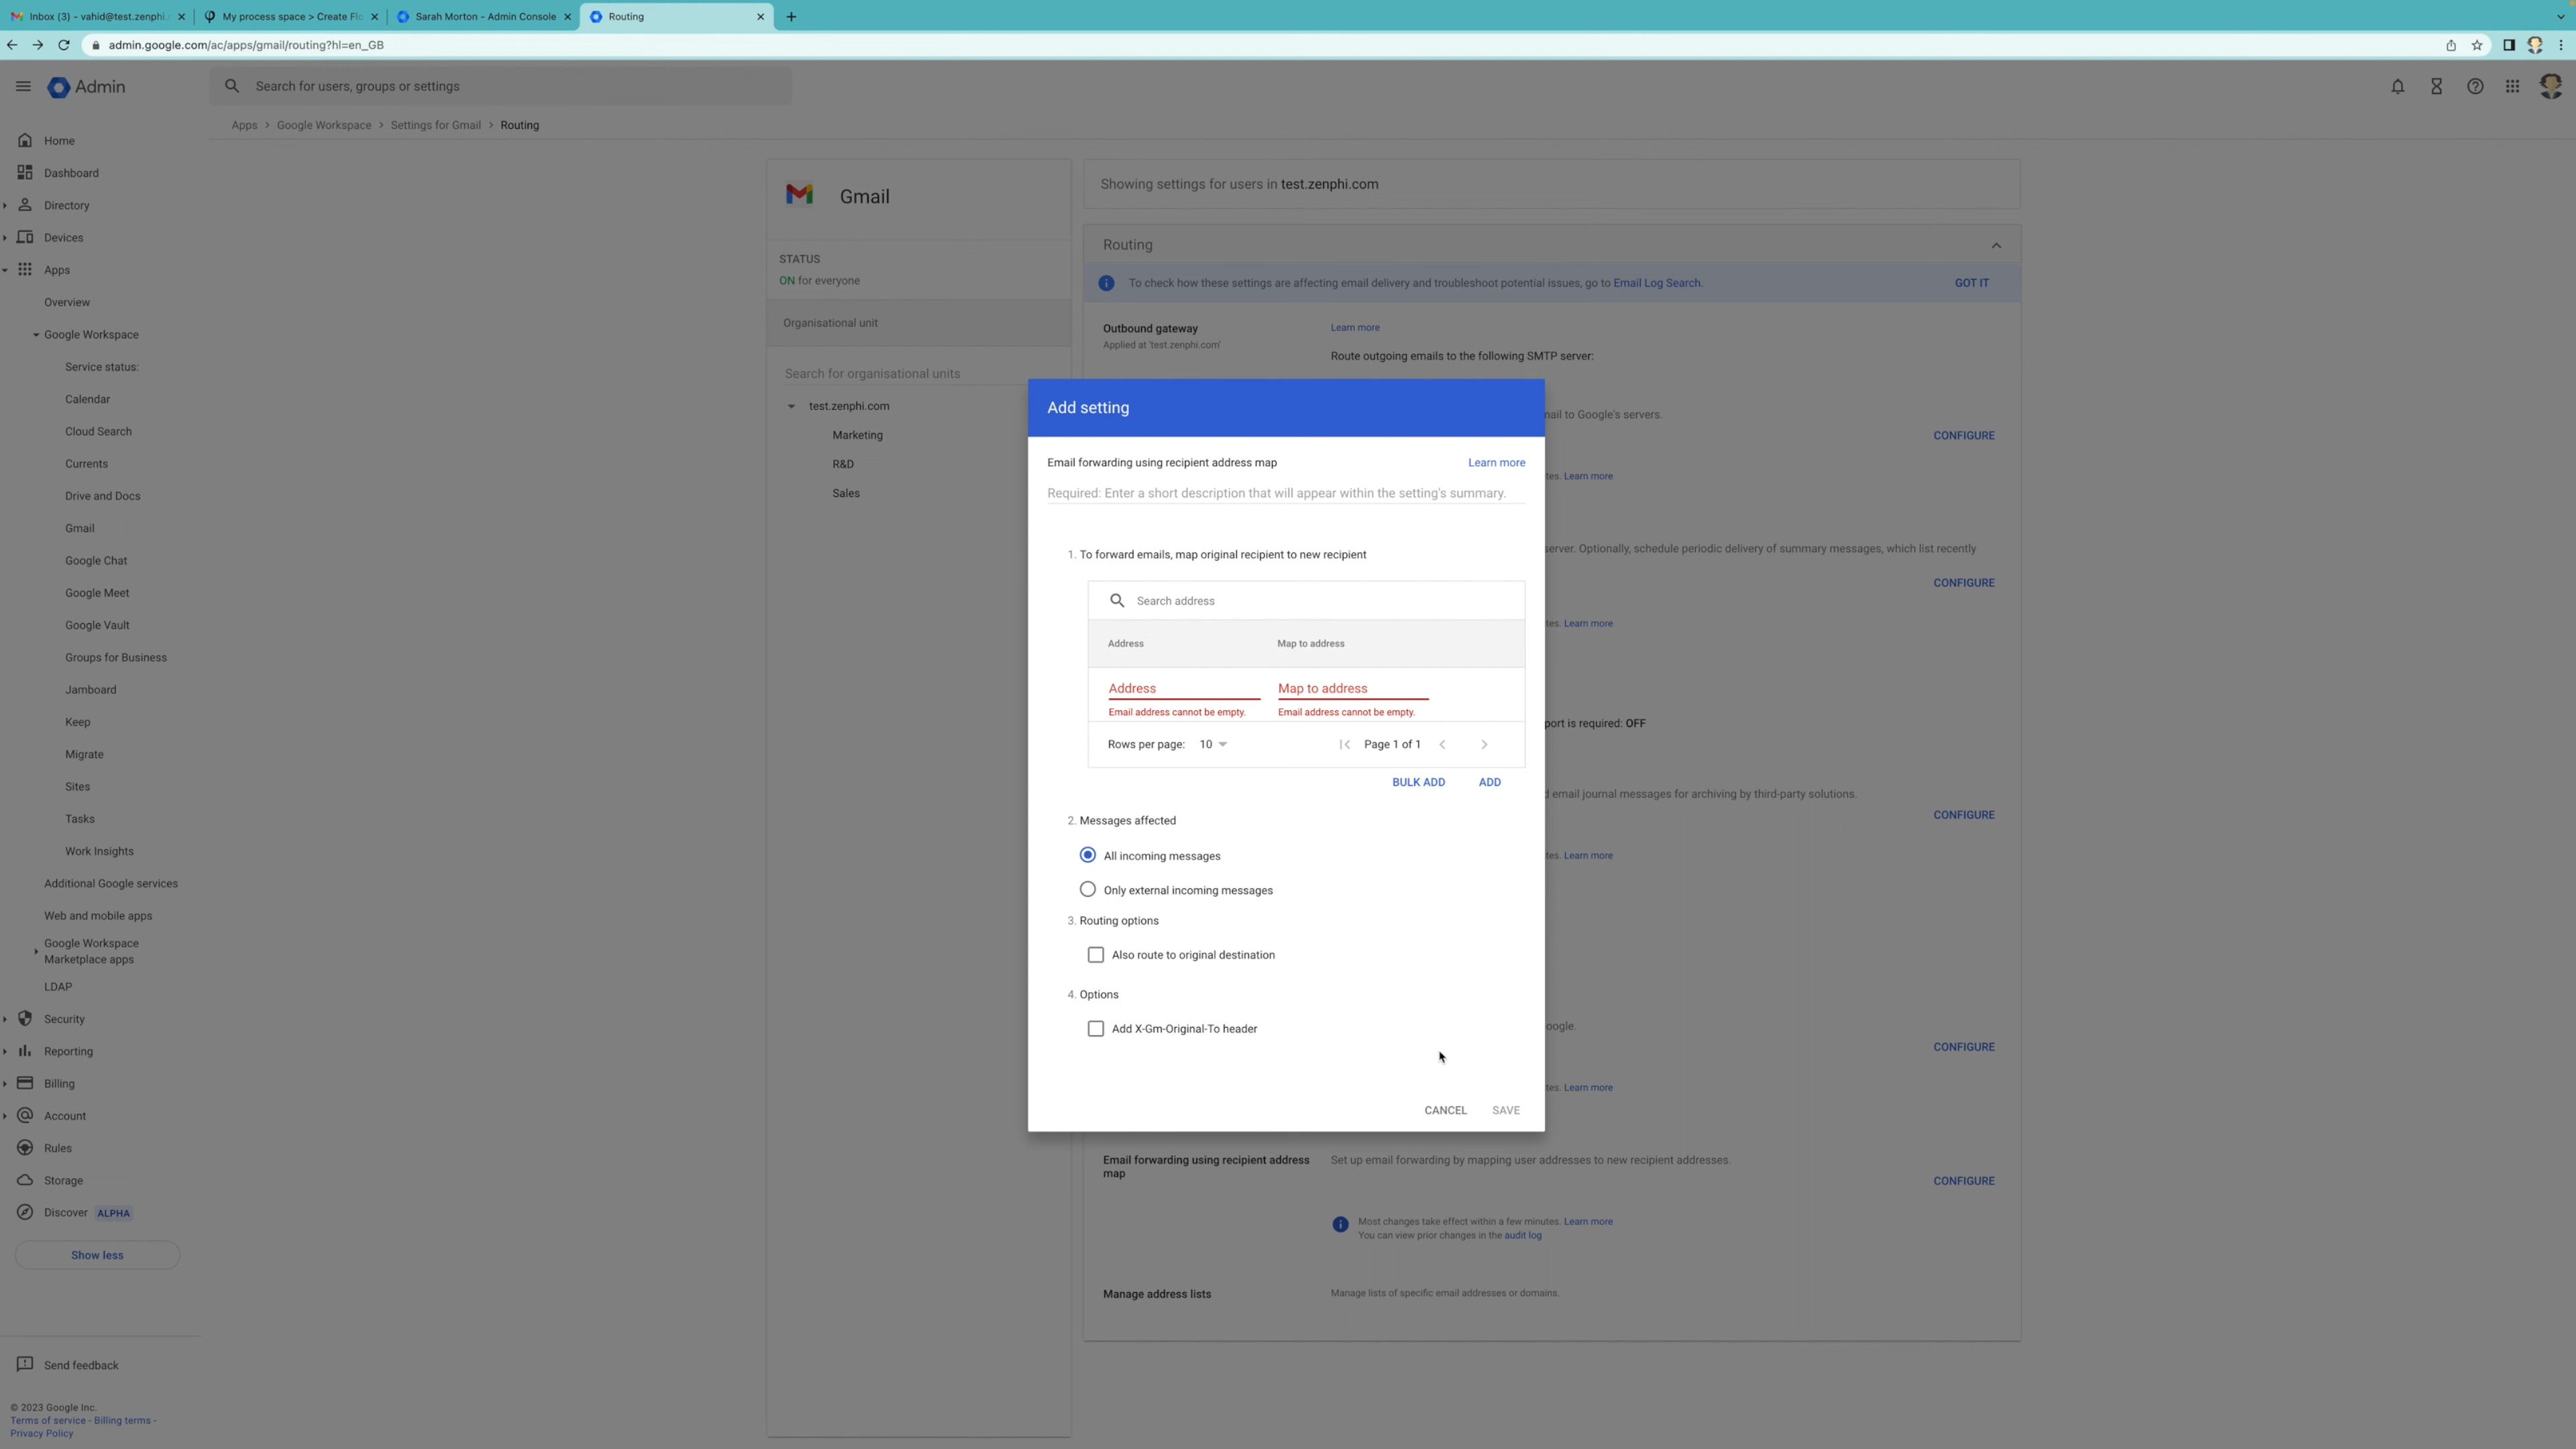 Inbox (3) - vahid@test.zenphi.
My process space > Create Flo
Sarah Morton - Admin Console
Routing
admin.google.com/ac/apps/gmail/routing?hl=en_GB
Admin
Search for users, groups or settings
Apps > Google Workspace > Settings for Gmail > Routing
Home
Dashboard
Directory
Devices
Apps
Overview
Google Workspace
Service status:
Calendar
Cloud Search
Currents
Drive and Docs
Gmail
Google Chat
Google Meet
Google Vault
Groups for Business
Jamboard
Keep
Migrate
Sites
Tasks
Work Insights
Additional Google services
Web and mobile apps
Google Workspace
Marketplace apps
LDAP
Security
Reporting
Billing
Account
Rules
Storage
Discover ALPHA
Show less
Send feedback
© 2023 Google Inc.
Terms of service - Billing terms -
Privacy Policy
Gmail
STATUS
ON for everyone
Organisational unit
Search for organisational units
test.zenphi.com
Marketing
R&D
Sales
Showing settings for users in test.zenphi.com
Routing
To check how these settings are affecting email delivery and troubleshoot potential issues, go to Email Log Search.
GOT IT
Outbound gateway
Applied at 'test.zenphi.com'
Learn more
Route outgoing emails to the following SMTP server:
Add setting
Email forwarding using recipient address map
Learn more
Required: Enter a short description that will appear within the setting's summary.
1. To forward emails, map original recipient to new recipient
Search address
Address
Map to address
Address
Map to address
Email address cannot be empty.
Email address cannot be empty.
Rows per page: 10
Page 1 of 1
BULK ADD
ADD
2. Messages affected
All incoming messages
Only external incoming messages
3. Routing options
Also route to original destination
4. Options
Add X-Gm-Original-To header
CANCEL
SAVE
to Google's servers.
CONFIGURE
Learn more
Optionally, schedule periodic delivery of summary messages, which list recently
CONFIGURE
Learn more
is required: OFF
email journal messages for archiving by third-party solutions.
CONFIGURE
Learn more
CONFIGURE
Learn more
Email forwarding using recipient address
map
Set up email forwarding by mapping user addresses to new recipient addresses.
CONFIGURE
Most changes take effect within a few minutes. Learn more
You can view prior changes in the audit log
Manage address lists
Manage lists of specific email addresses or domains.